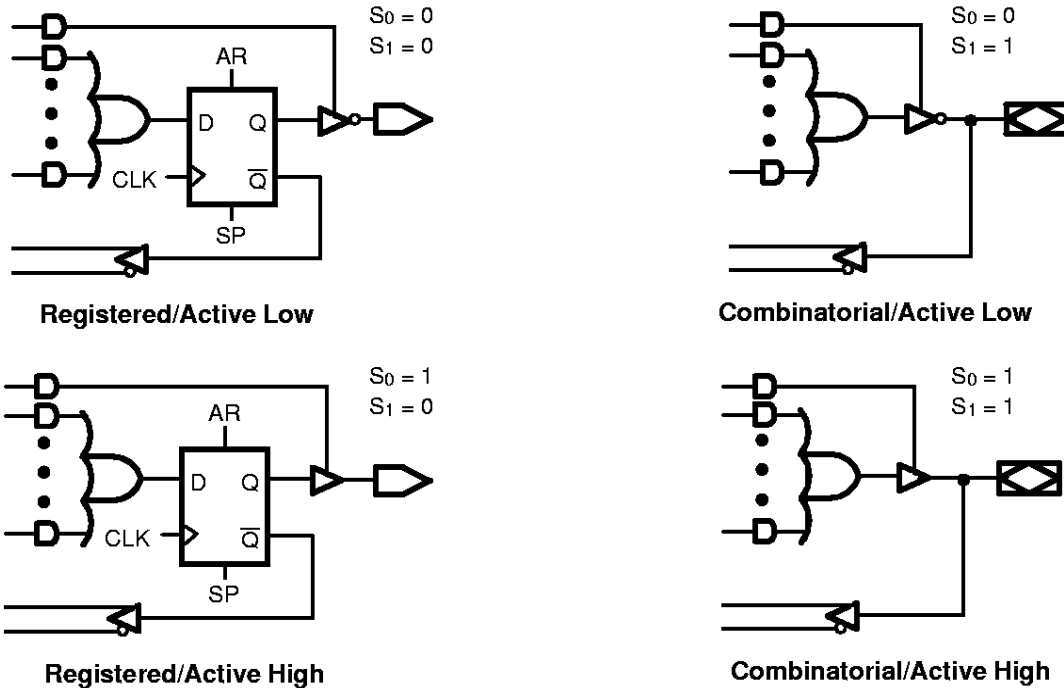 S₀ = 0
S₁ = 0
AR
D Q
CLK Q̅
SP
Registered/Active Low
S₀ = 0
S₁ = 1
Combinatorial/Active Low
S₀ = 1
S₁ = 0
AR
D Q
CLK Q̅
SP
Registered/Active High
S₀ = 1
S₁ = 1
Combinatorial/Active High